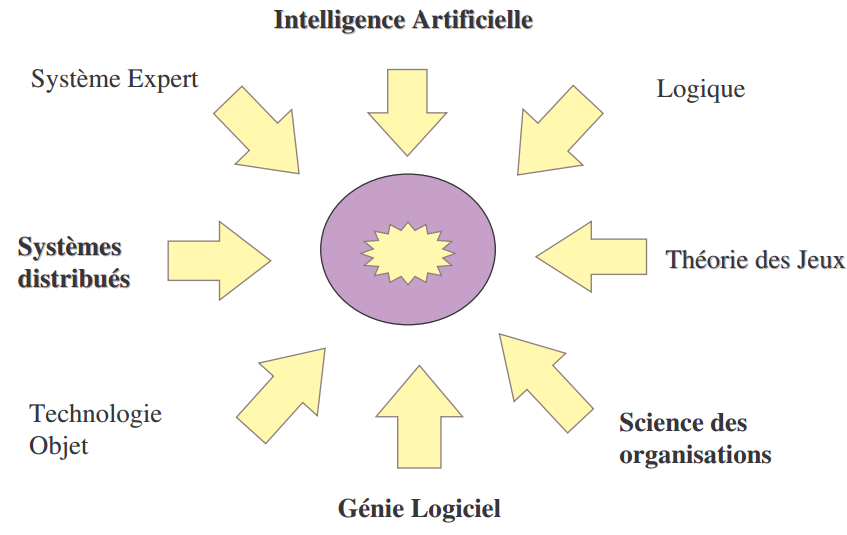 Intelligence Artificielle
Système Expert
Logique
Systèmes
distribués
Théorie des Jeux
Technologie
Objet
Science des
organisations
Génie Logiciel